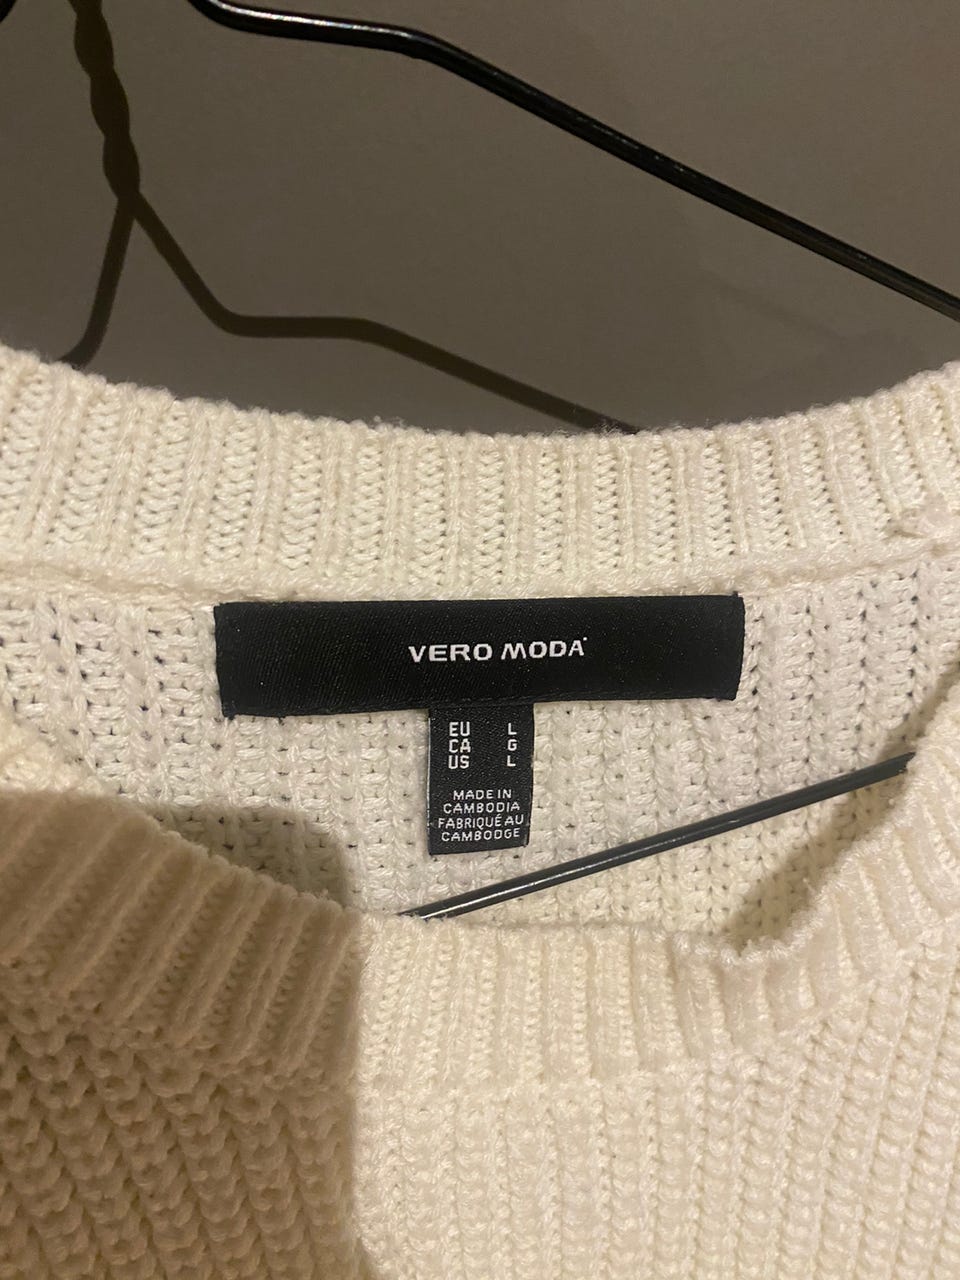 VERO MODA
EU L
CA G
US L
MADE IN
CAMBODIA
FABRIQUÉ AU
CAMBODGE